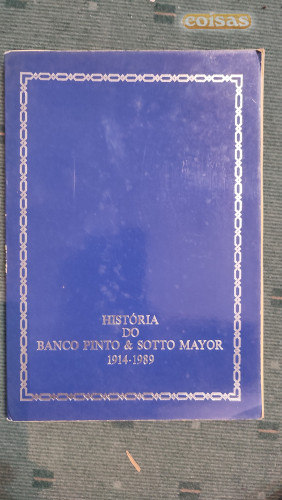 coisas
HISTÓRIA
DO
BANCO PINTO & SOTTO MAYOR
1914-1989